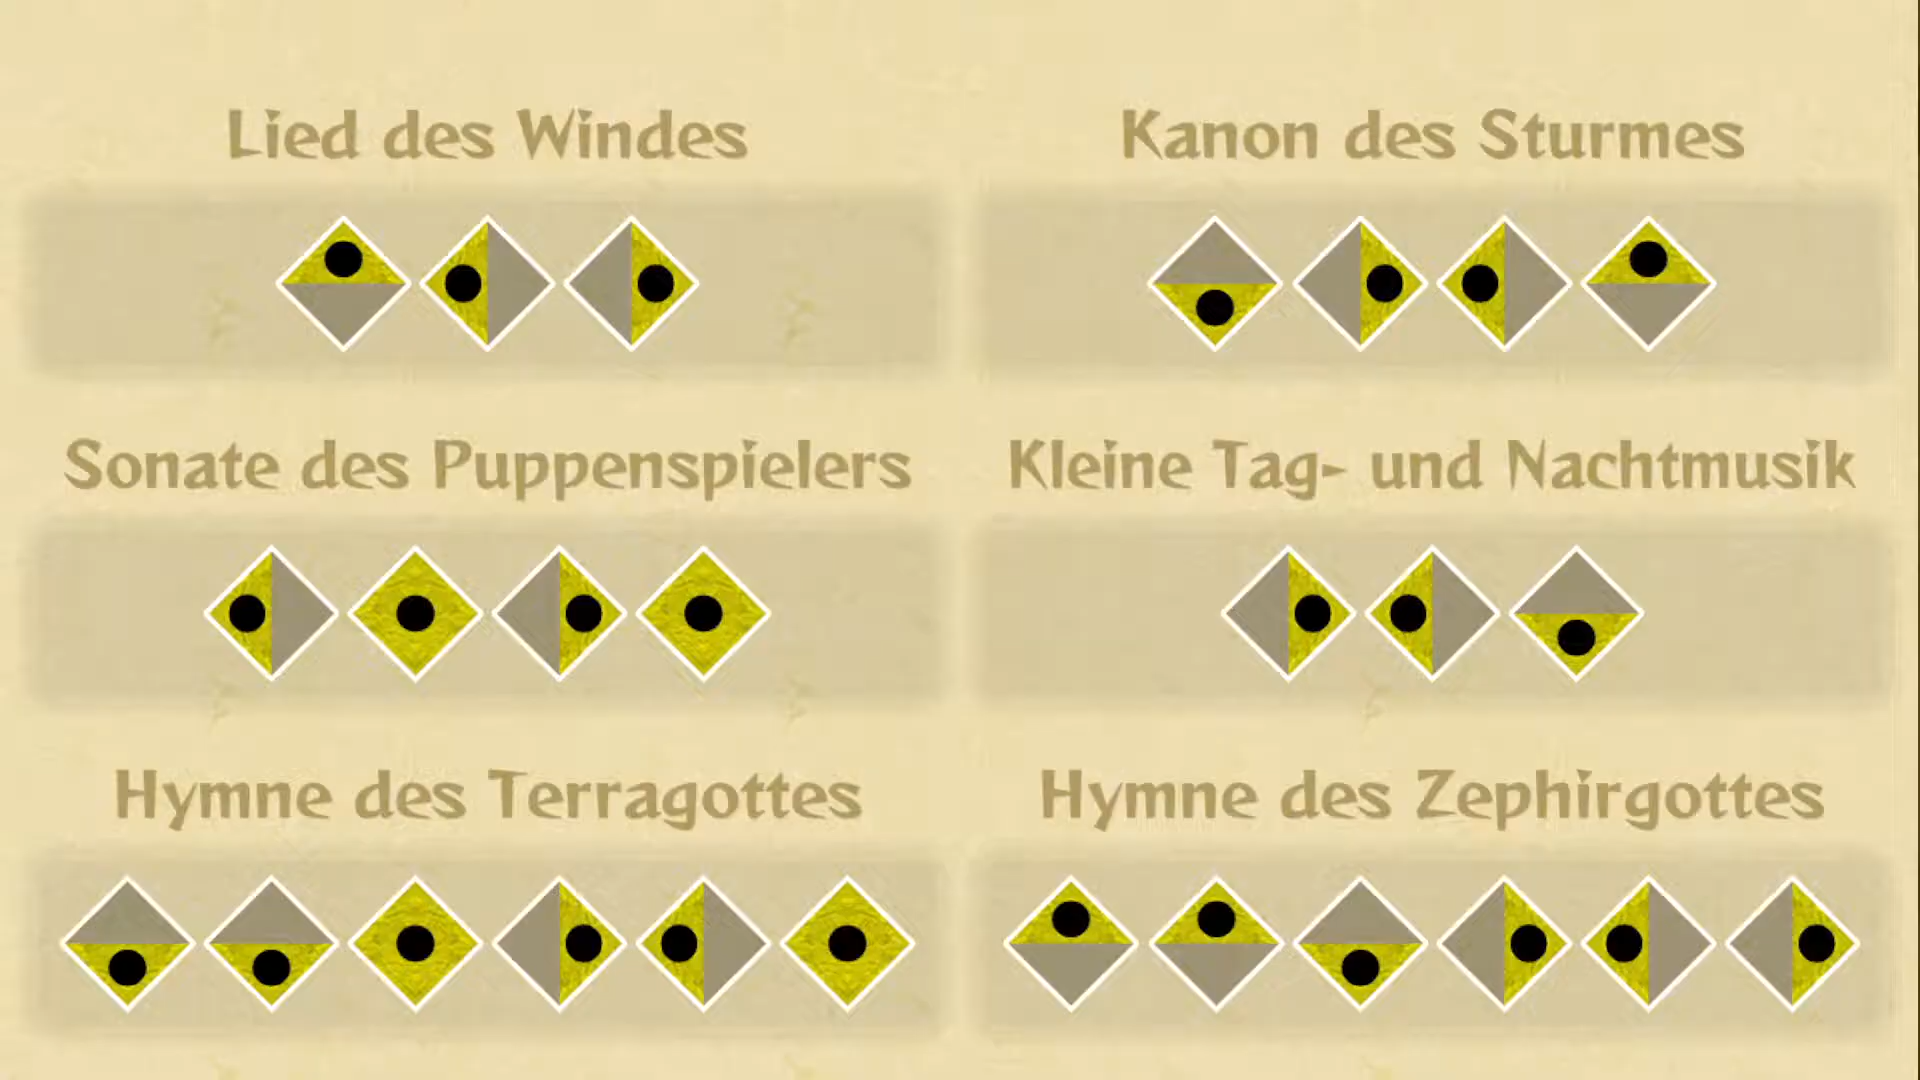 Lied des Windes
Kanon des Sturmes
Sonate des Puppenspielers
Kleine Tag- und Nachtmusik
Hymne des Terragottes
Hymne des Zephirgottes